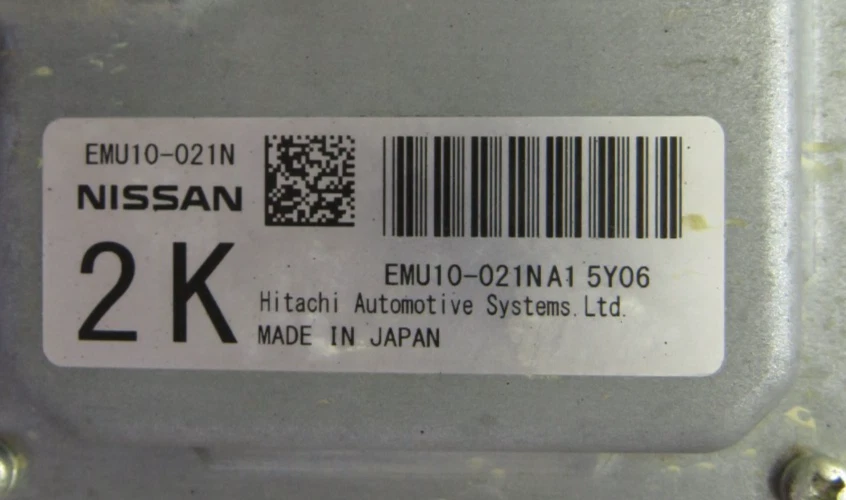 EMU10-021N
NISSAN
2K
EMU10-021NA1 5Y06
Hitachi Automotive Systems.Ltd.
MADE IN JAPAN